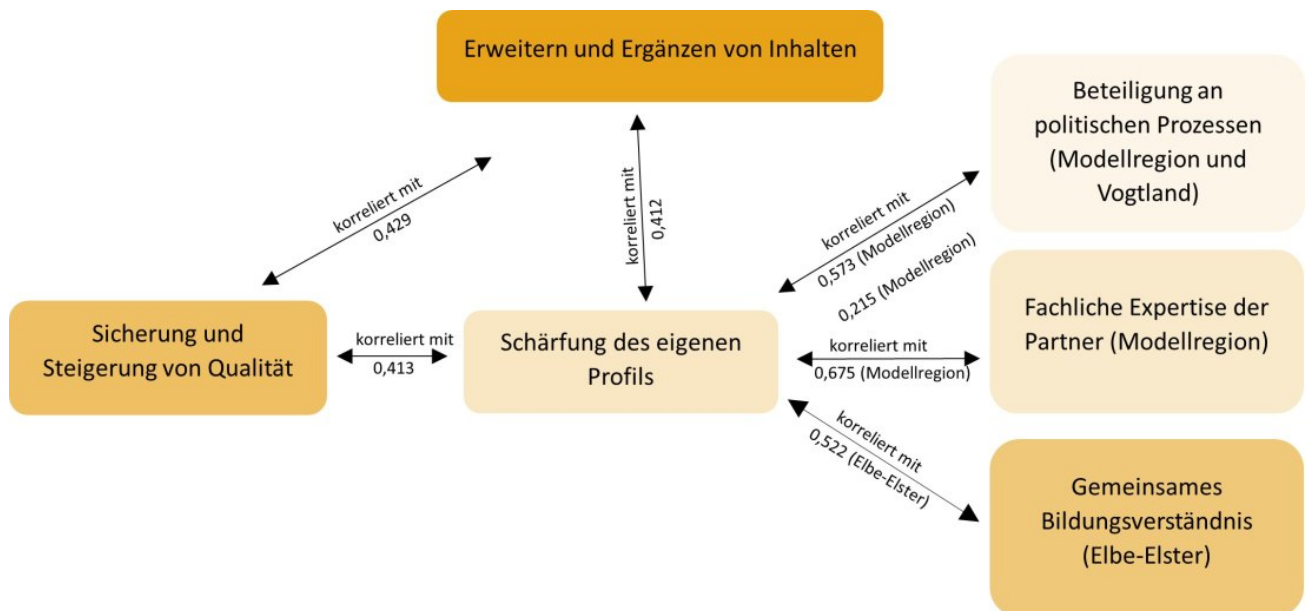 Erweitern und Ergänzen von Inhalten
Beteiligung an
politischen Prozessen
(Modellregion und
Vogtland)
korreliert mit
0,429
korreliert mit
0,412
korreliert mit
0,573 (Modellregion)
0,215 (Modellregion)
Sicherung und
Steigerung von Qualität
korreliert mit
0,413
Schärfung des eigenen
Profils
korreliert mit
0,675 (Modellregion)
Fachliche Expertise der
Partner (Modellregion)
korreliert mit
0,522 (Elbe-Elster)
Gemeinsames
Bildungsverständnis
(Elbe-Elster)